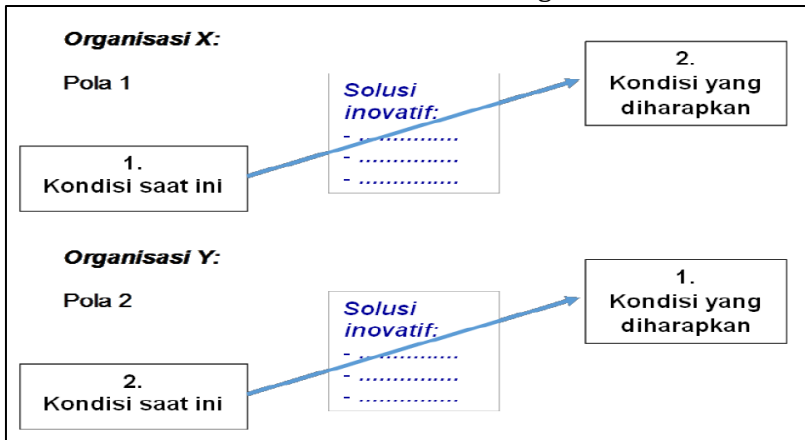 Organisasi X:
Pola 1
Solusi
inovatif:
- ..............
- ..............
- ..............
2.
Kondisi yang
diharapkan
1.
Kondisi saat ini
Organisasi Y:
Pola 2
Solusi
inovatif:
- ..............
- ..............
- ..............
1.
Kondisi yang
diharapkan
2.
Kondisi saat ini